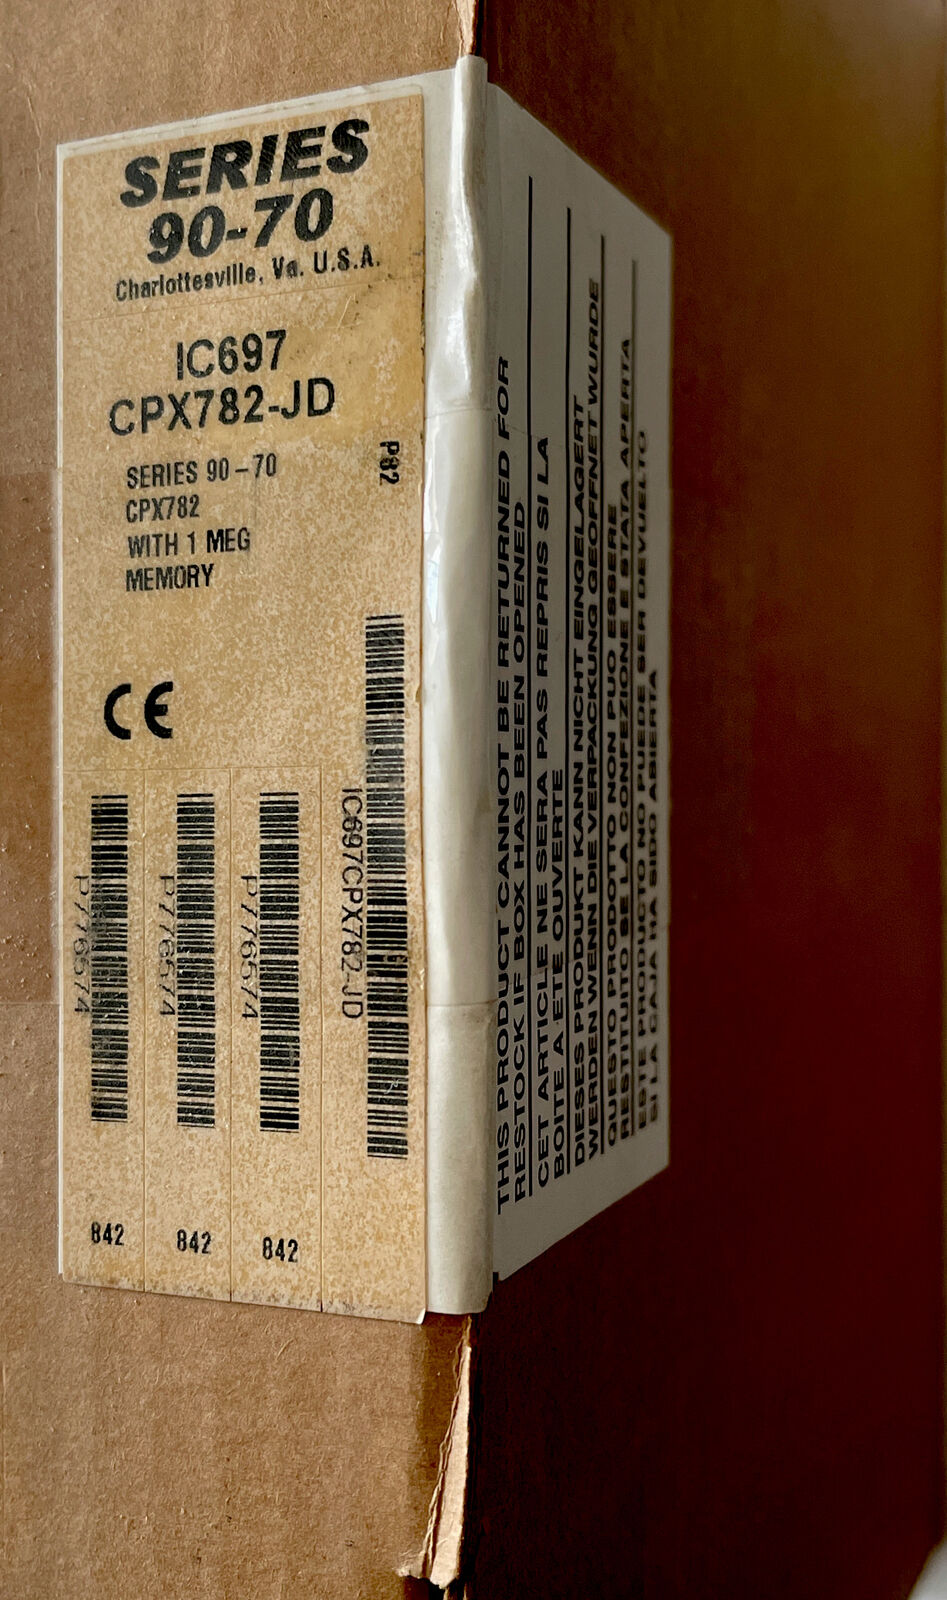 SERIES
90-70
Charlottesville, Va. U.S.A.
IC697
CPX782-JD
SERIES 90-70
CPX782
WITH 1 MEG
MEMORY
P82
CE
P776574
P776574
P776574
IC697CPX782-JD
842
842
842
THIS PRODUCT CANNOT BE RETURNED FOR
RESTOCK IF BOX HAS BEEN OPENED
CET ARTICLE NE SERA PAS REPRIS SI LA
BOITE A ETE OUVERTE
DIESES PRODUKT KANN NICHT EINGELAGERT
WERDEN WENN DIE VERPACKUNG GEOFFNET WURDE
QUESTO PRODOTTO NON PUO ESSERE
RESTITUITO SE LA CONFEZIONE E STATA APERTA
ESTE PRODUCTO NO PUEDE SER DEVUELTO
SI LA CAJA HA SIDO ABIERTA